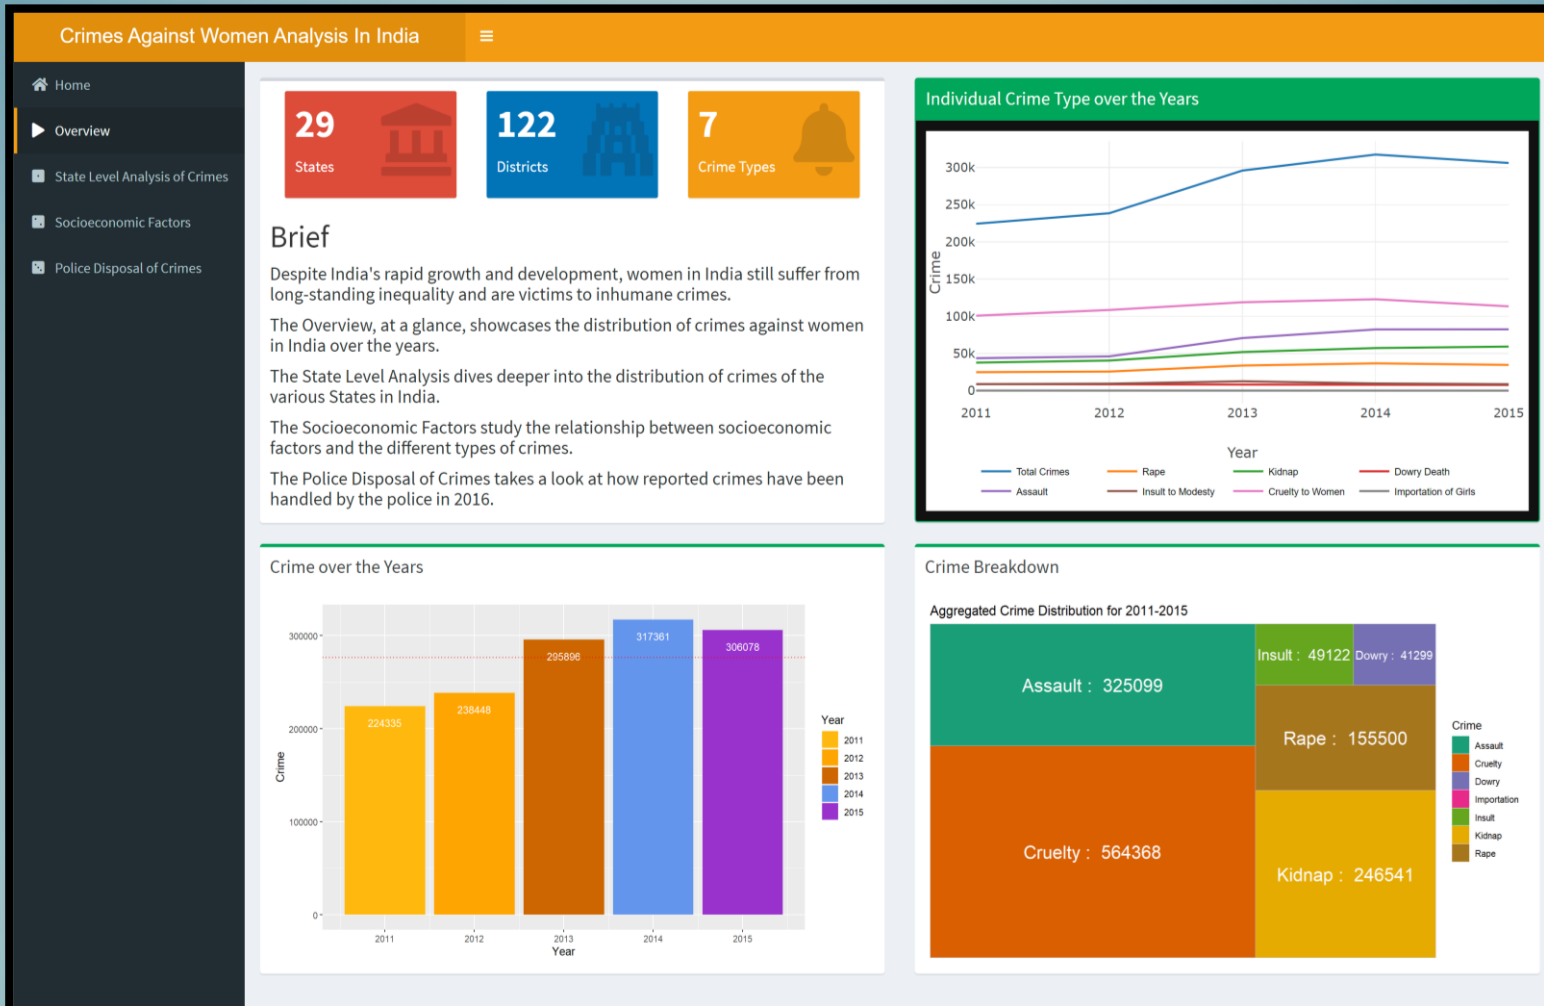 Crimes Against Women Analysis In India
Home
Overview
State Level Analysis of Crimes
Socioeconomic Factors
Police Disposal of Crimes
29
States
122
Districts
7
Crime Types
Brief
Despite India's rapid growth and development, women in India still suffer from
long-standing inequality and are victims to inhumane crimes.
The Overview, at a glance, showcases the distribution of crimes against women
in India over the years.
The State Level Analysis dives deeper into the distribution of crimes of the
various States in India.
The Socioeconomic Factors study the relationship between socioeconomic
factors and the different types of crimes.
The Police Disposal of Crimes takes a look at how reported crimes have been
handled by the police in 2016.
Individual Crime Type over the Years
300k
250k
200k
150k
100k
50k
0
Crime
2011 2012 2013 2014 2015
Year
Total Crimes Rape Kidnap Dowry Death
Assault Insult to Modesty Cruelty to Women Importation of Girls
Crime over the Years
300000
200000
100000
0
Crime
224335
238448
295896
317361
306078
2011 2012 2013 2014 2015
Year
Year
2011
2012
2013
2014
2015
Crime Breakdown
Aggregated Crime Distribution for 2011-2015
Assault : 325099
Insult : 49122
Dowry : 41299
Rape : 155500
Cruelty : 564368
Kidnap : 246541
Crime
Assault
Cruelty
Dowry
Importation
Insult
Kidnap
Rape